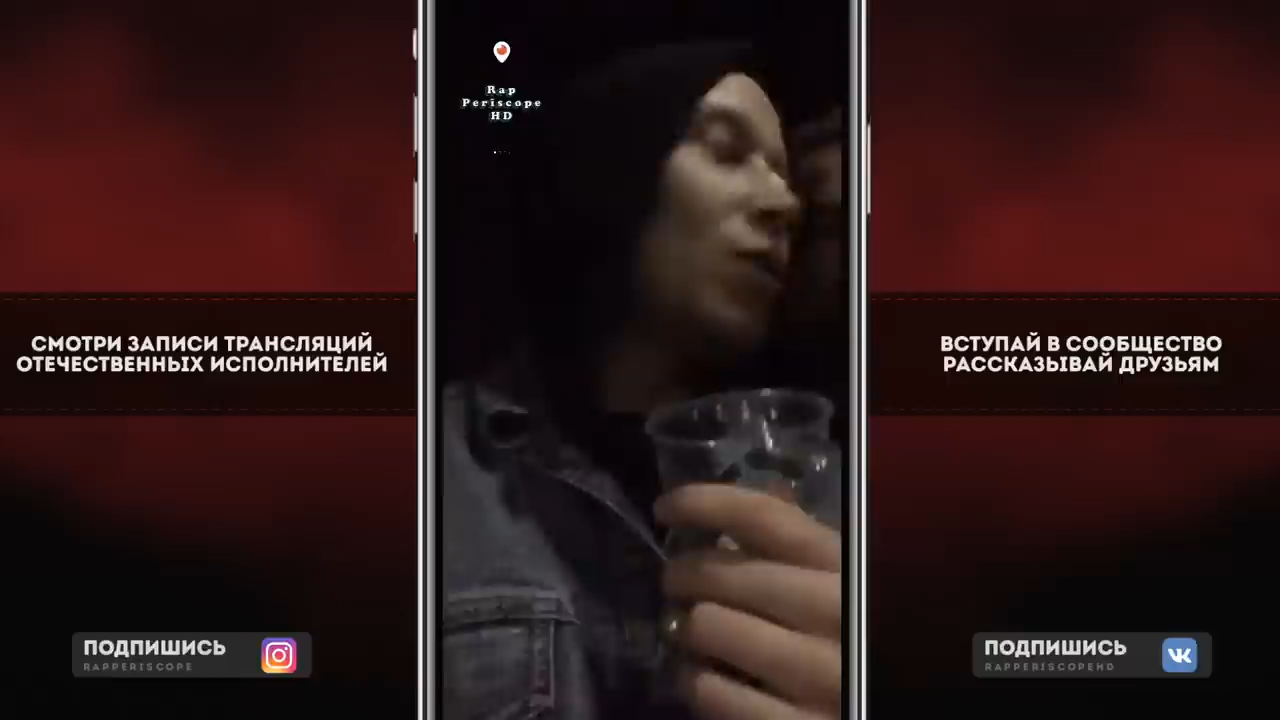 Rap
Periscope
HD
СМОТРИ ЗАПИСИ ТРАНСЛЯЦИЙ
ОТЕЧЕСТВЕННЫХ ИСПОЛНИТЕЛЕЙ
ВСТУПАЙ В СООБЩЕСТВО
РАССКАЗЫВАЙ ДРУЗЬЯМ
ПОДПИШИСЬ
RAPPERISCOPE
ПОДПИШИСЬ
RAPPERISCOPEHD